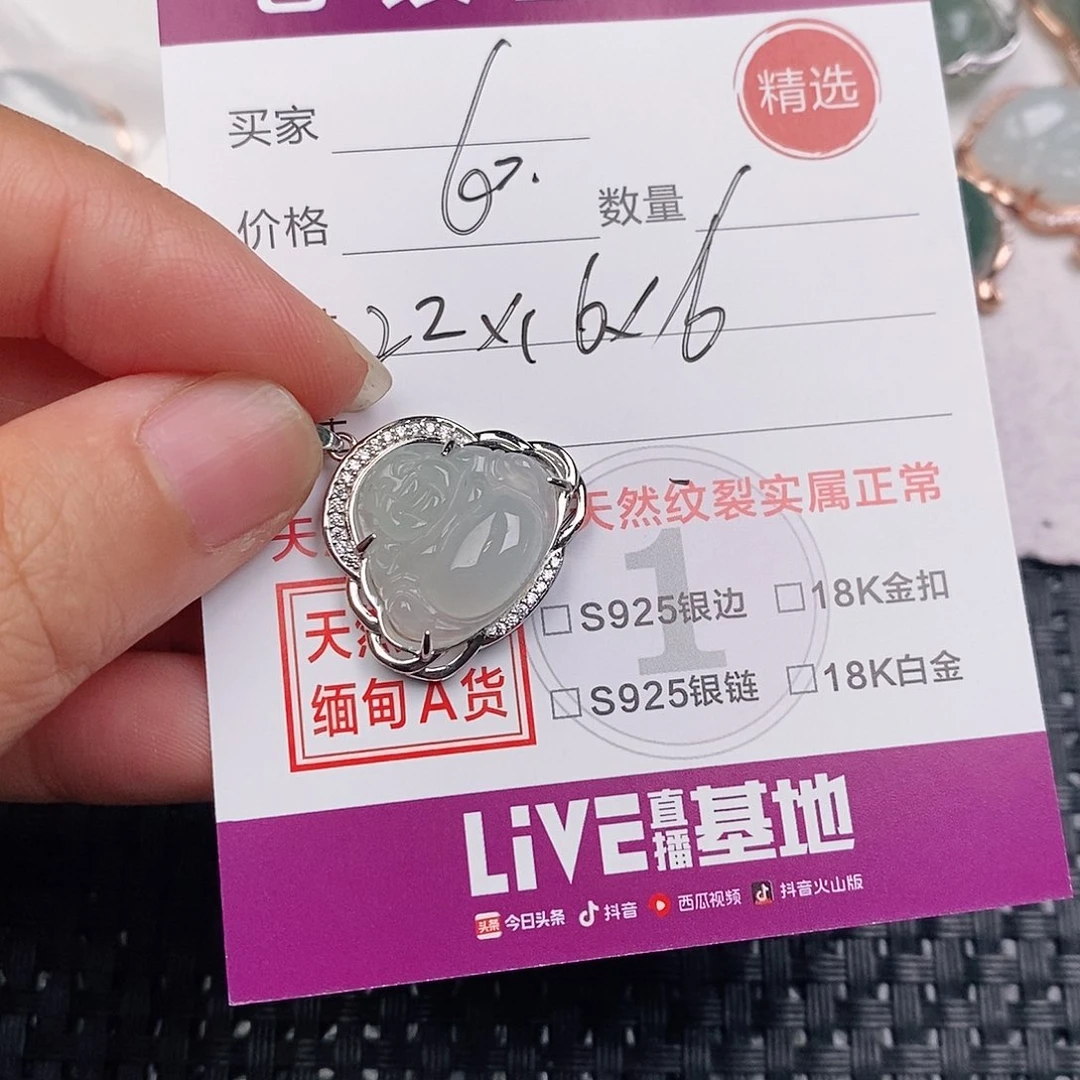 精选
买家
价格 67. 数量
22×16×6
天然纹裂实属正常
S925银边 18K金扣
缅甸A货
S925银链 18K白金
1
LiVE直播基地
头条 今日头条 抖音 西瓜视频 抖音火山版